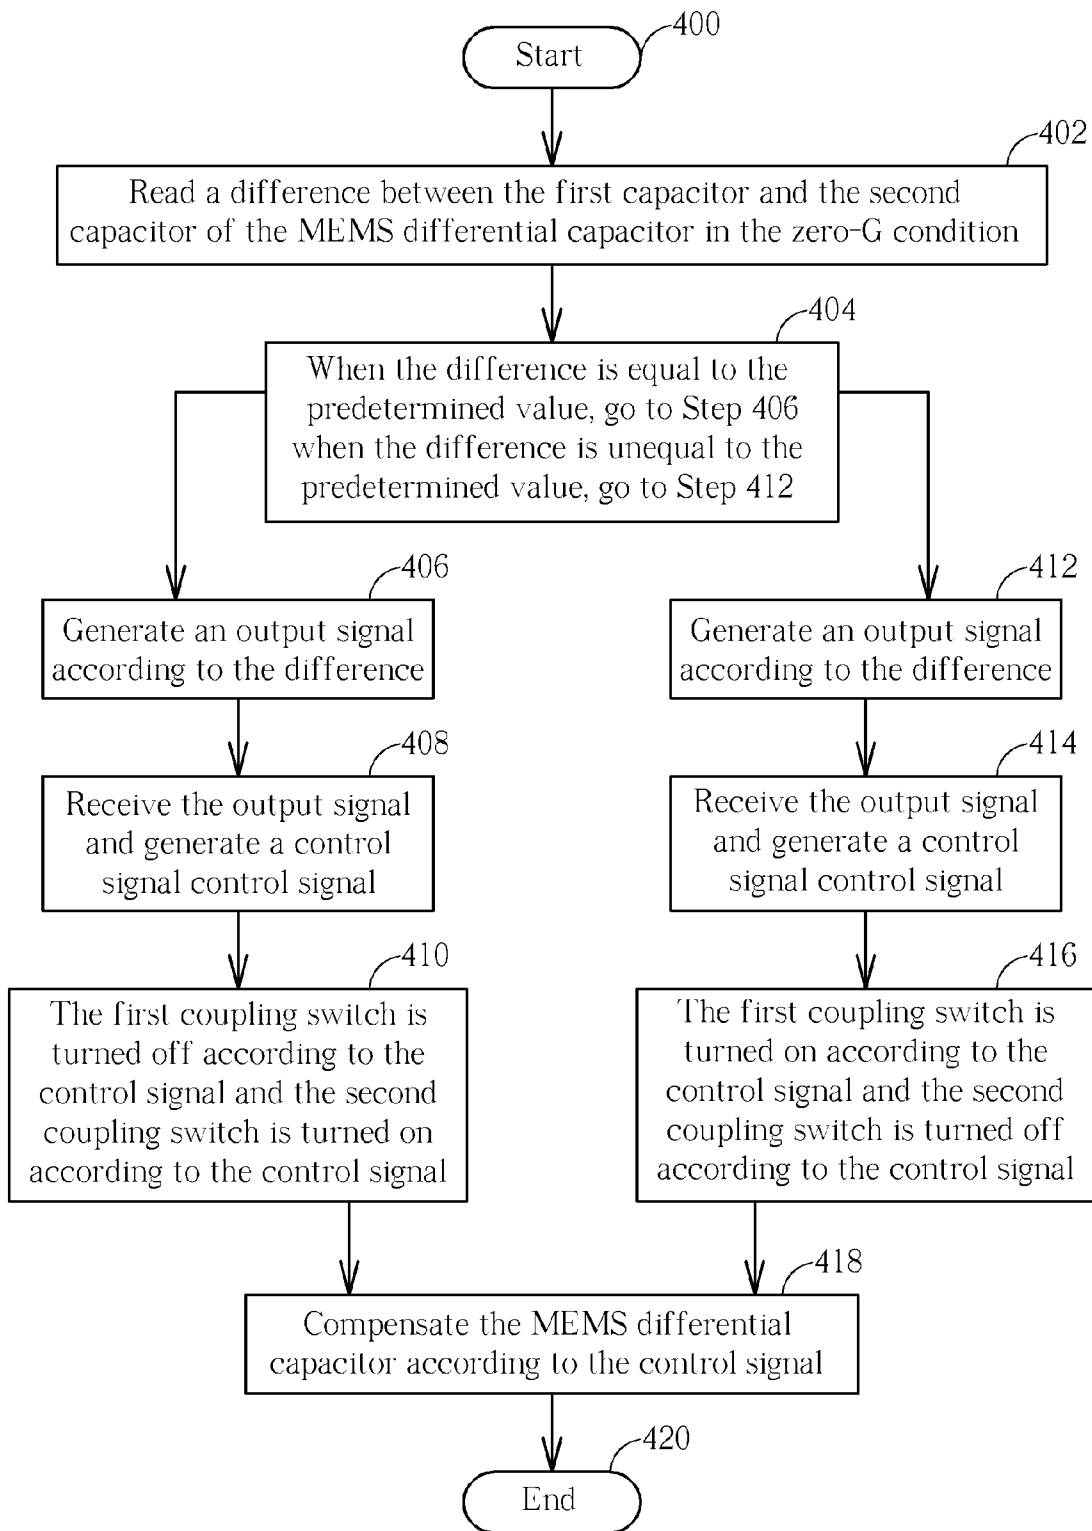 400
Start
402
Read a difference between the first capacitor and the second
capacitor of the MEMS differential capacitor in the zero-G condition
404
When the difference is equal to the
predetermined value, go to Step 406
when the difference is unequal to the
predetermined value, go to Step 412
406
Generate an output signal
according to the difference
408
Receive the output signal
and generate a control
signal control signal
410
The first coupling switch is
turned off according to the
control signal and the second
coupling switch is turned on
according to the control signal
412
Generate an output signal
according to the difference
414
Receive the output signal
and generate a control
signal control signal
416
The first coupling switch is
turned on according to the
control signal and the second
coupling switch is turned off
according to the control signal
418
Compensate the MEMS differential
capacitor according to the control signal
420
End